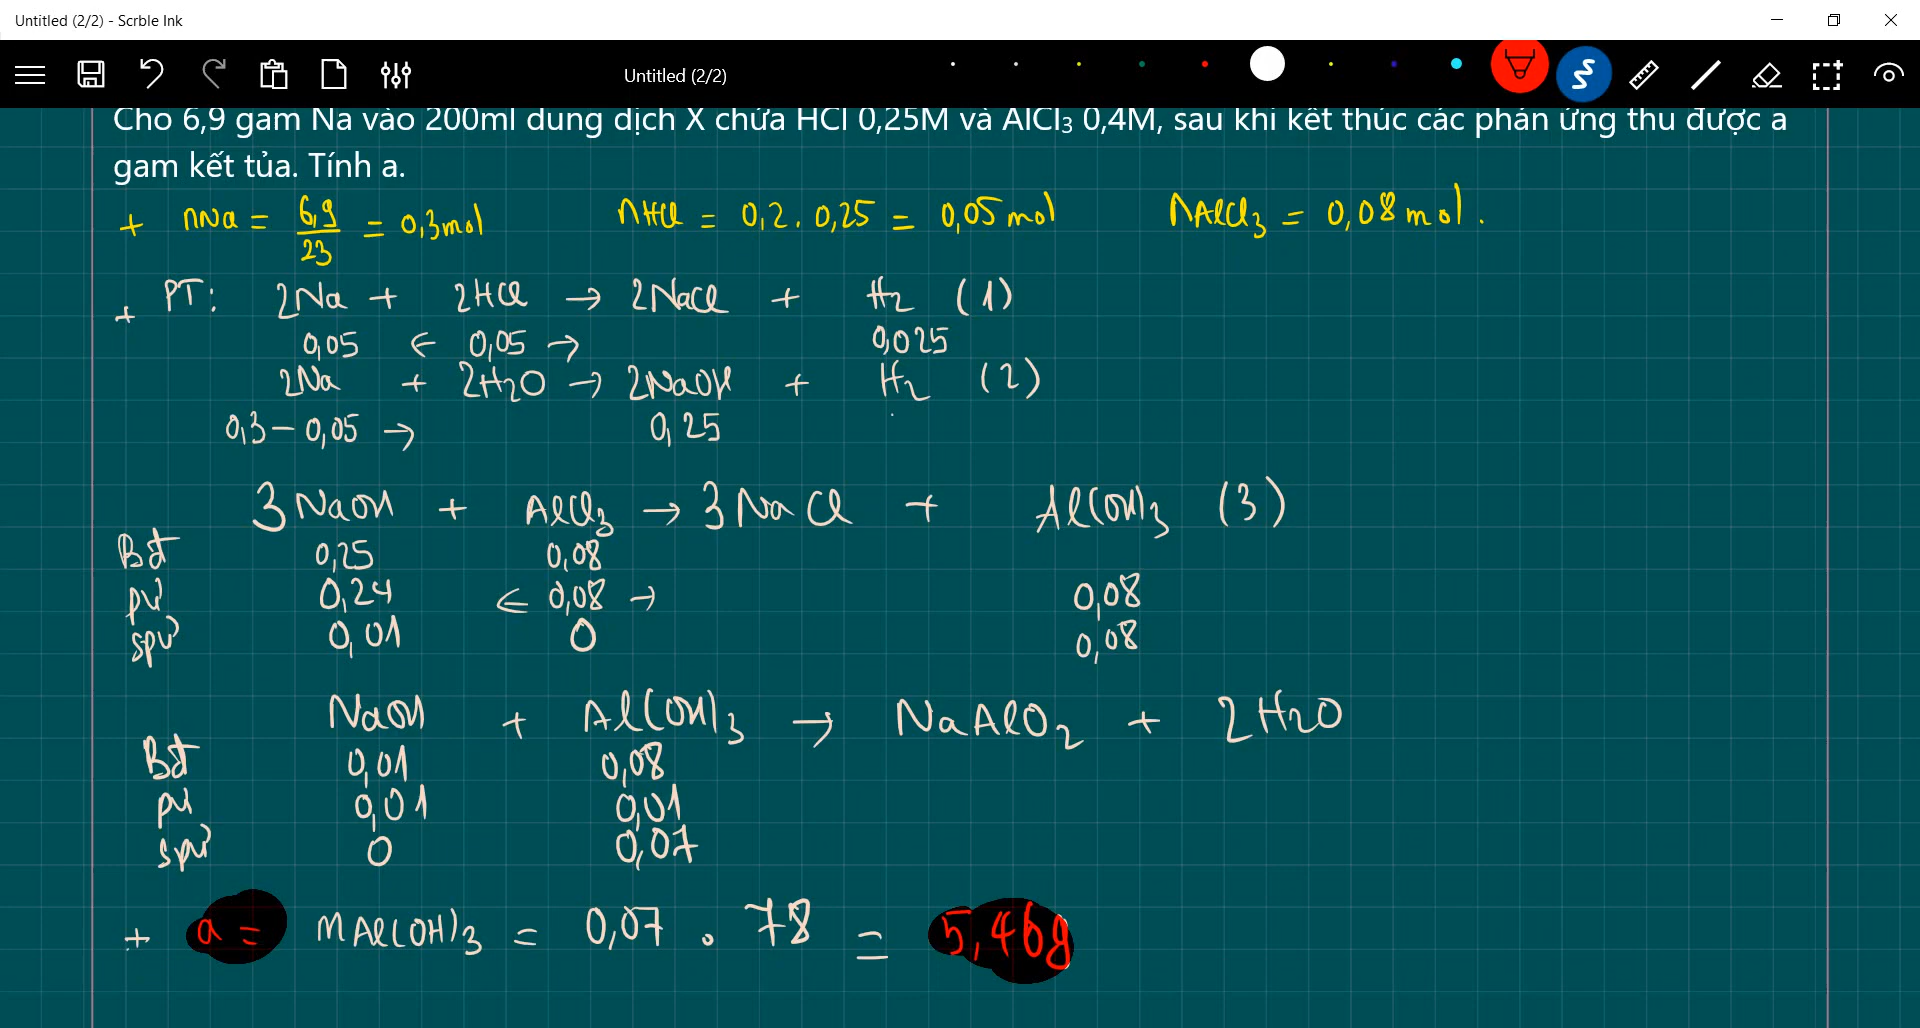 Untitled (2/2) - Scrble Ink
Untitled (2/2)
Cho 6,9 gam Na vào 200ml dung dịch X chứa HCl 0,25M và AlCl₃ 0,4M, sau khi kết thúc các phản ứng thu được a
gam kết tủa. Tính a.
+ nNa = 6,9/23 = 0,3mol nHCl = 0,2 . 0,25 = 0,05 mol nAlCl₃ = 0,08 mol .
+ PT: 2Na + 2HCl → 2NaCl + H₂ (1)
0,05 ← 0,05 → 0,025
2Na + 2H₂O → 2NaOH + H₂ (2)
0,3 – 0,05 → 0,25
3NaOH + AlCl₃ → 3NaCl + Al(OH)₃ (3)
Bđ 0,25 0,08
pư 0,24 ← 0,08 → 0,08
spư 0,01 0 0,08
NaOH + Al(OH)₃ → NaAlO₂ + 2H₂O
Bđ 0,01 0,08
pư 0,01 0,01
spư 0 0,07
+ a = mAl(OH)₃ = 0,07 . 78 = 5,46g